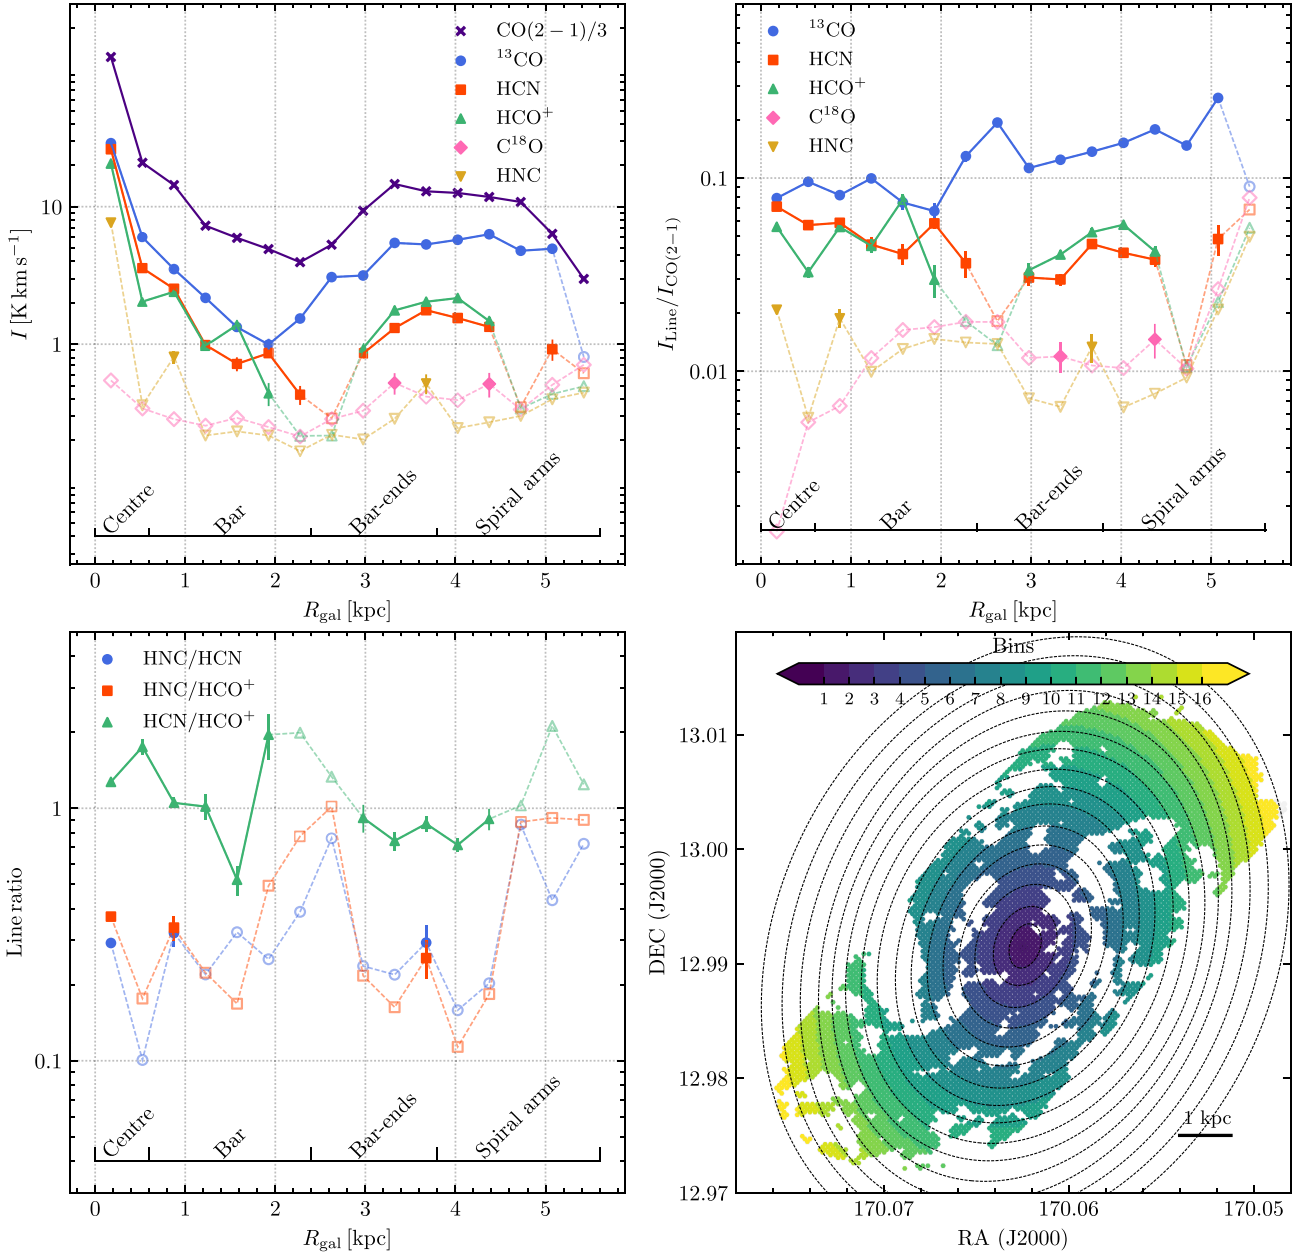 CO(2 − 1)/3
¹³CO
HCN
HCO⁺
C¹⁸O
HNC
10
1
I [K km s⁻¹]
Centre
Bar
Bar-ends
Spiral arms
0 1 2 3 4 5
R_gal [kpc]
¹³CO
HCN
HCO⁺
C¹⁸O
HNC
0.1
0.01
I_Line/I_CO(2−1)
Centre
Bar
Bar-ends
Spiral arms
0 1 2 3 4 5
R_gal [kpc]
HNC/HCN
HNC/HCO⁺
HCN/HCO⁺
1
0.1
Line ratio
Centre
Bar
Bar-ends
Spiral arms
0 1 2 3 4 5
R_gal [kpc]
Bins
1 2 3 4 5 6 7 8 9 10 11 12 13 14 15 16
13.01
13.00
12.99
12.98
12.97
DEC (J2000)
1 kpc
170.07 170.06 170.05
RA (J2000)